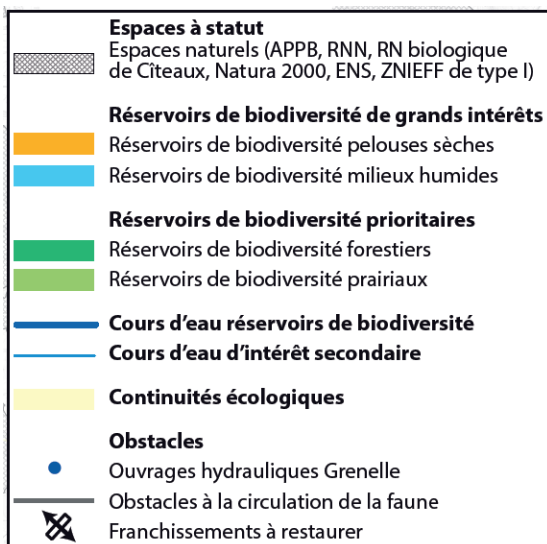 Espaces à statut
Espaces naturels (APPB, RNN, RN biologique
de Cîteaux, Natura 2000, ENS, ZNIEFF de type I)
Réservoirs de biodiversité de grands intérêts
Réservoirs de biodiversité pelouses sèches
Réservoirs de biodiversité milieux humides
Réservoirs de biodiversité prioritaires
Réservoirs de biodiversité forestiers
Réservoirs de biodiversité prairiaux
Cours d’eau réservoirs de biodiversité
Cours d’eau d’intérêt secondaire
Continuités écologiques
Obstacles
Ouvrages hydrauliques Grenelle
Obstacles à la circulation de la faune
Franchissements à restaurer